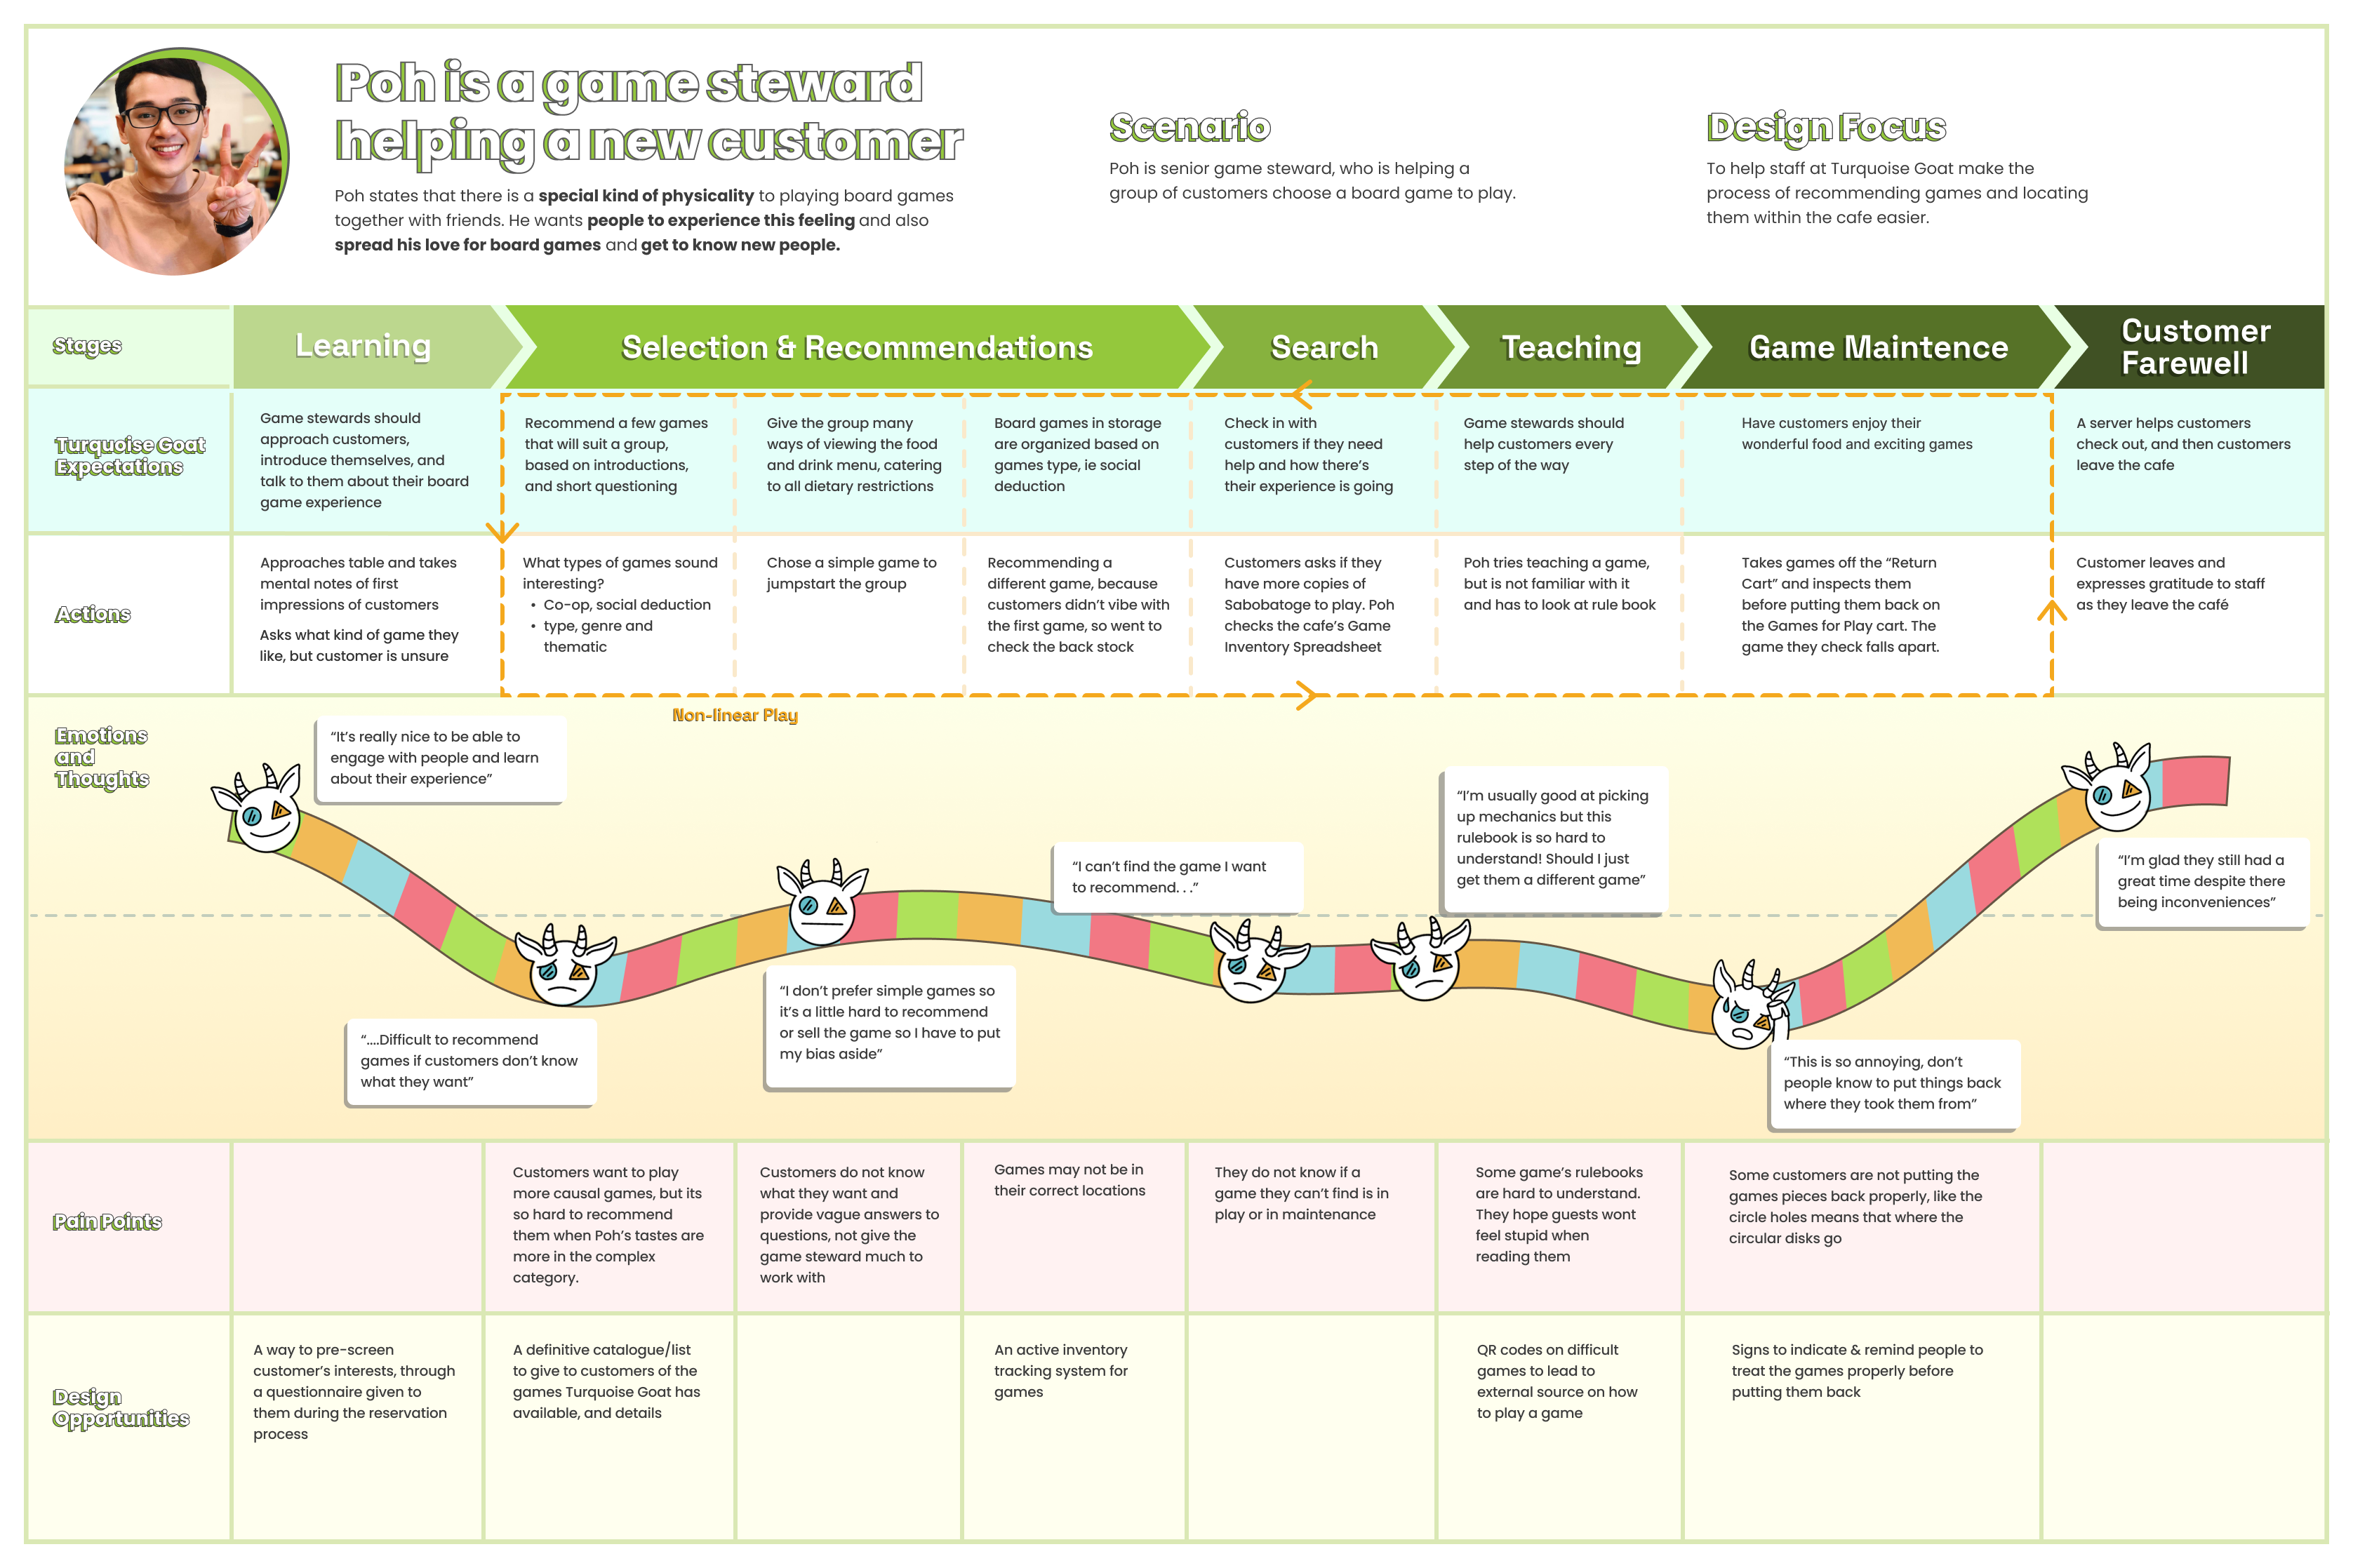 Poh is a game steward
helping a new customer
Poh states that there is a special kind of physicality to playing board games
together with friends. He wants people to experience this feeling and also
spread his love for board games and get to know new people.
Scenario
Poh is senior game steward, who is helping a
group of customers choose a board game to play.
Design Focus
To help staff at Turquoise Goat make the
process of recommending games and locating
them within the cafe easier.
Stages
Learning
Selection & Recommendations
Search
Teaching
Game Maintence
Customer
Farewell
Turquoise Goat
Expectations
Game stewards should
approach customers,
introduce themselves, and
talk to them about their board
game experience
Recommend a few games
that will suit a group,
based on introductions,
and short questioning
Give the group many
ways of viewing the food
and drink menu, catering
to all dietary restrictions
Board games in storage
are organized based on
games type, ie social
deduction
Check in with
customers if they need
help and how there's
their experience is going
Game stewards should
help customers every
step of the way
Have customers enjoy their
wonderful food and exciting games
A server helps customers
check out, and then customers
leave the cafe
Actions
Approaches table and takes
mental notes of first
impressions of customers
Asks what kind of game they
like, but customer is unsure
What types of games sound
interesting?
• Co-op, social deduction
• type, genre and
thematic
Chose a simple game to
jumpstart the group
Recommending a
different game, because
customers didn't vibe with
the first game, so went to
check the back stock
Customers asks if they
have more copies of
Sabobatoge to play. Poh
checks the cafe's Game
Inventory Spreadsheet
Poh tries teaching a game,
but is not familiar with it
and has to look at rule book
Takes games off the “Return
Cart” and inspects them
before putting them back on
the Games for Play cart. The
game they check falls apart.
Customer leaves and
expresses gratitude to staff
as they leave the café
Non-linear Play
Emotions
and
Thoughts
“It's really nice to be able to
engage with people and learn
about their experience”
“....Difficult to recommend
games if customers don't know
what they want”
“I don't prefer simple games so
it's a little hard to recommend
or sell the game so I have to put
my bias aside”
“I can't find the game I want
to recommend. . .”
“I'm usually good at picking
up mechanics but this
rulebook is so hard to
understand! Should I just
get them a different game”
“This is so annoying, don't
people know to put things back
where they took them from”
“I'm glad they still had a
great time despite there
being inconveniences”
Pain Points
Customers want to play
more causal games, but its
so hard to recommend
them when Poh's tastes are
more in the complex
category.
Customers do not know
what they want and
provide vague answers to
questions, not give the
game steward much to
work with
Games may not be in
their correct locations
They do not know if a
game they can't find is in
play or in maintenance
Some game's rulebooks
are hard to understand.
They hope guests wont
feel stupid when
reading them
Some customers are not putting the
games pieces back properly, like the
circle holes means that where the
circular disks go
Design
Opportunities
A way to pre-screen
customer's interests, through
a questionnaire given to
them during the reservation
process
A definitive catalogue/list
to give to customers of the
games Turquoise Goat has
available, and details
An active inventory
tracking system for
games
QR codes on difficult
games to lead to
external source on how
to play a game
Signs to indicate & remind people to
treat the games properly before
putting them back